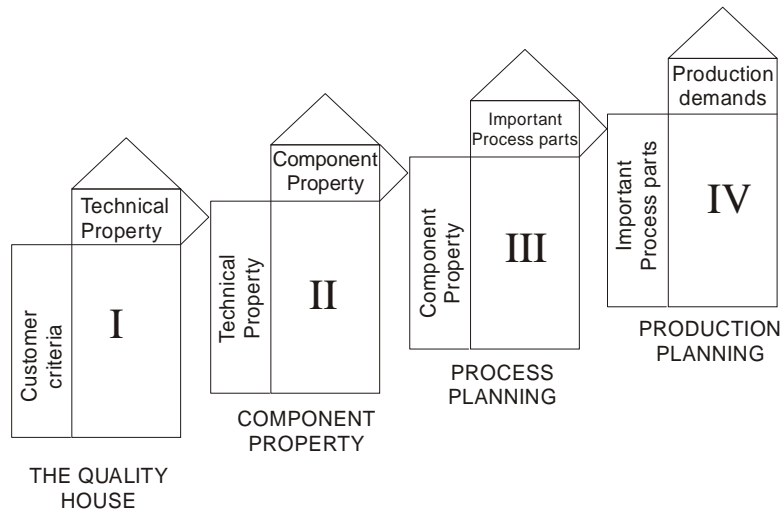 Technical
Property
Customer
criteria
I
THE QUALITY
HOUSE
Component
Property
Technical
Property
II
COMPONENT
PROPERTY
Important
Process parts
Component
Property
III
PROCESS
PLANNING
Production
demands
Important
Process parts
IV
PRODUCTION
PLANNING